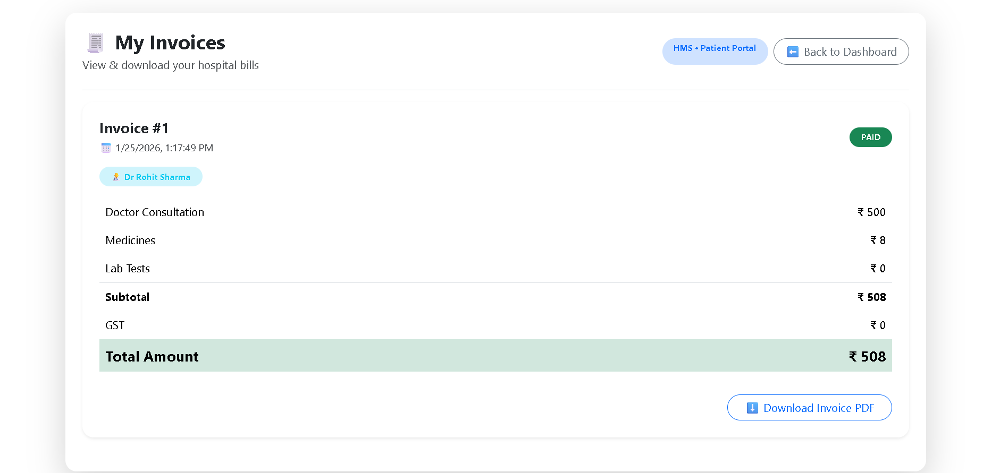 My Invoices
View & download your hospital bills
HMS • Patient Portal
Back to Dashboard
Invoice #1
1/25/2026, 1:17:49 PM
PAID
Dr Rohit Sharma
Doctor Consultation ₹ 500
Medicines ₹ 8
Lab Tests ₹ 0
Subtotal ₹ 508
GST ₹ 0
Total Amount ₹ 508
Download Invoice PDF